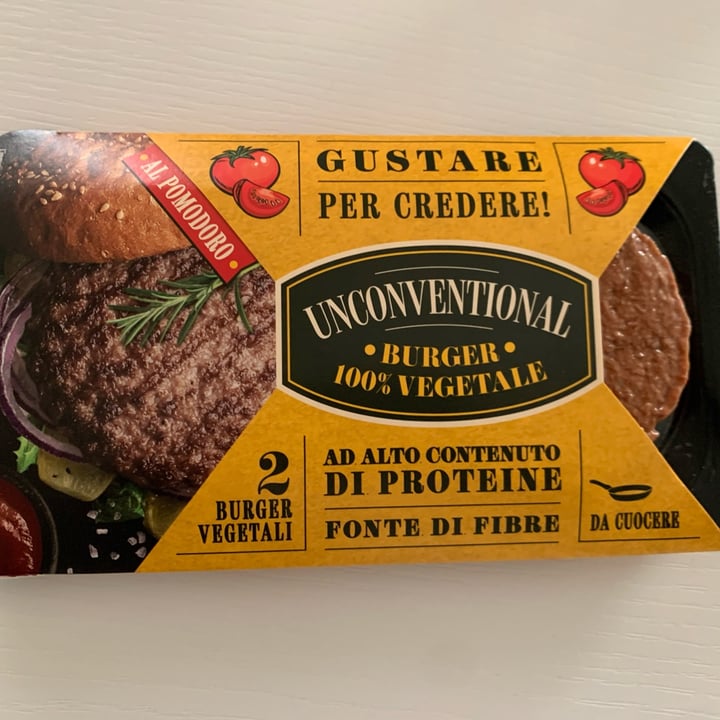 AL POMODORO
GUSTARE
PER CREDERE!
UNCONVENTIONAL
• BURGER •
100% VEGETALE
2
BURGER
VEGETALI
AD ALTO CONTENUTO
DI PROTEINE
FONTE DI FIBRE
DA CUOCERE